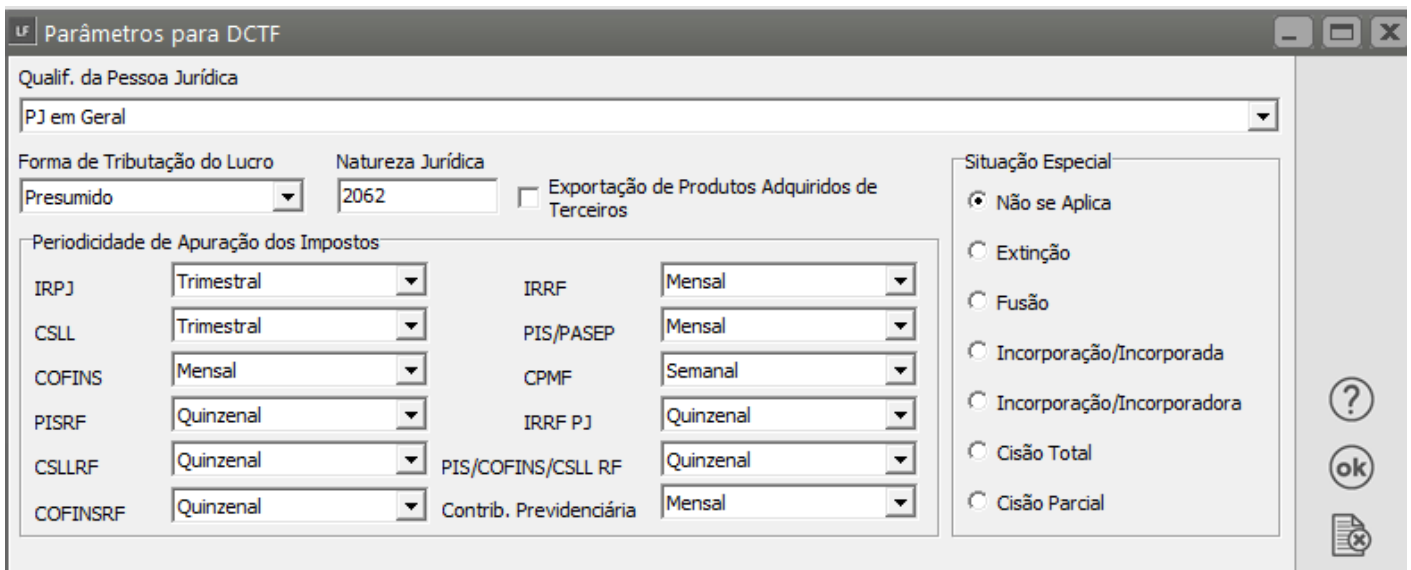 LF Parâmetros para DCTF
Qualif. da Pessoa Jurídica
PJ em Geral
Forma de Tributação do Lucro
Presumido
Natureza Jurídica
2062
Exportação de Produtos Adquiridos de
Terceiros
Periodicidade de Apuração dos Impostos
IRPJ Trimestral IRRF Mensal
CSLL Trimestral PIS/PASEP Mensal
COFINS Mensal CPMF Semanal
PISRF Quinzenal IRRF PJ Quinzenal
CSLLRF Quinzenal PIS/COFINS/CSLL RF Quinzenal
COFINSRF Quinzenal Contrib. Previdenciária Mensal
Situação Especial
Não se Aplica
Extinção
Fusão
Incorporação/Incorporada
Incorporação/Incorporadora
Cisão Total
Cisão Parcial
?
ok